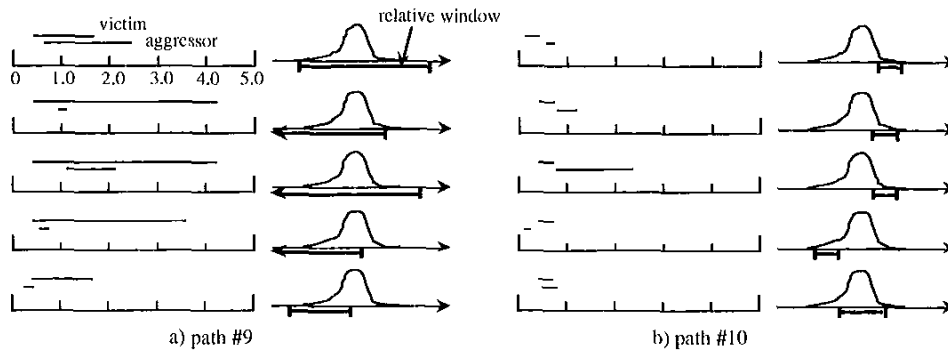 victim
aggressor
relative window
0 1.0 2.0 3.0 4.0 5.0
a) path #9
b) path #10